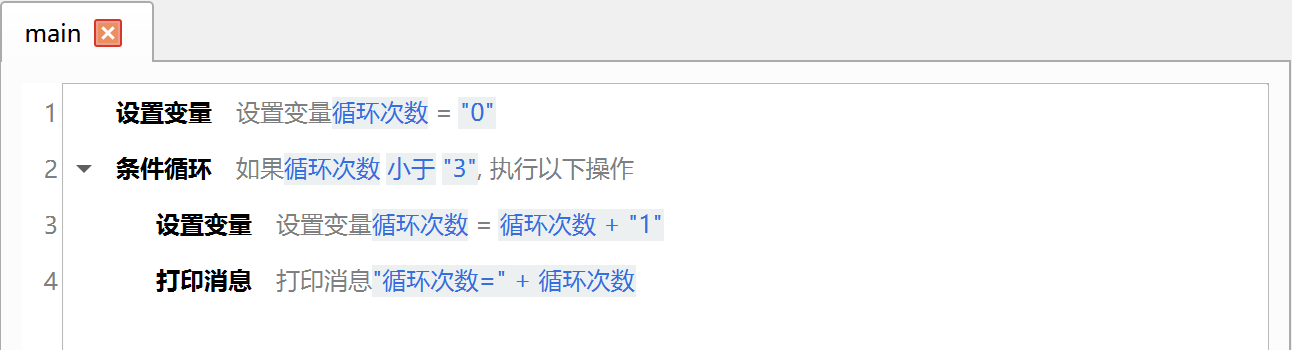 main
1 设置变量 设置变量循环次数 = "0"
2 条件循环 如果循环次数 小于 "3", 执行以下操作
3 设置变量 设置变量循环次数 = 循环次数 + "1"
4 打印消息 打印消息"循环次数=" + 循环次数